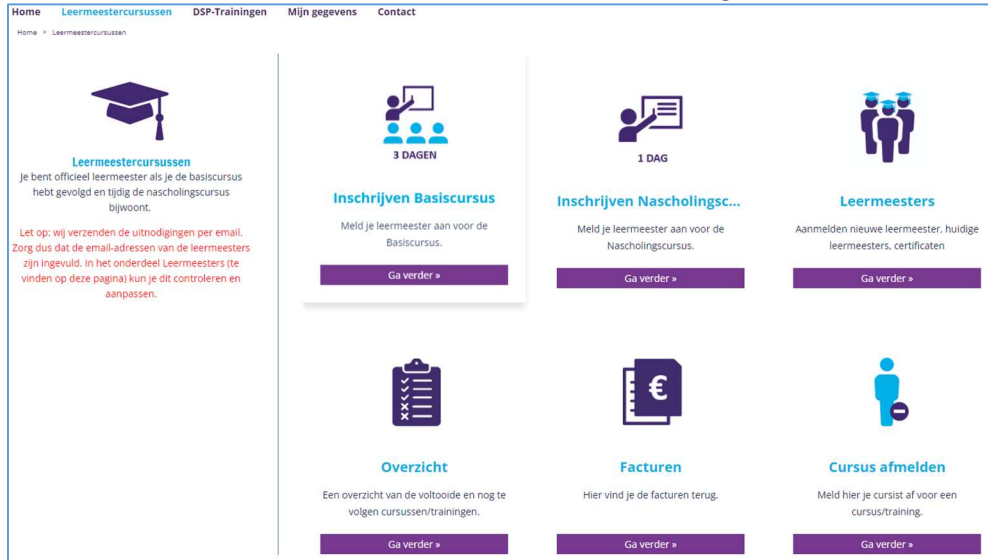 Home Leermeestercursussen DSP-Trainingen Mijn gegevens Contact
Home » Leermeestercursussen
Leermeestercursussen
Je bent officieel leermeester als je de basiscursus
hebt gevolgd en tijdig de nascholingscursus
bijwoont.
Let op: wij verzenden de uitnodigingen per email.
Zorg dus dat de email-adressen van de leermeesters
zijn ingevuld. In het onderdeel Leermeesters (te
vinden op deze pagina) kun je dit controleren en
aanpassen.
3 DAGEN
Inschrijven Basiscursus
Meld je leermeester aan voor de
Basiscursus.
Ga verder »
1 DAG
Inschrijven Nascholingsc...
Meld je leermeester aan voor de
Nascholingscursus.
Ga verder »
Leermeesters
Aanmelden nieuwe leermeester, huidige
leermeesters, certificaten
Ga verder »
Overzicht
Een overzicht van de voltooide en nog te
volgen cursussen/trainingen.
Ga verder »
€
Facturen
Hier vind je de facturen terug.
Ga verder »
Cursus afmelden
Meld hier je cursist af voor een
cursus/training.
Ga verder »